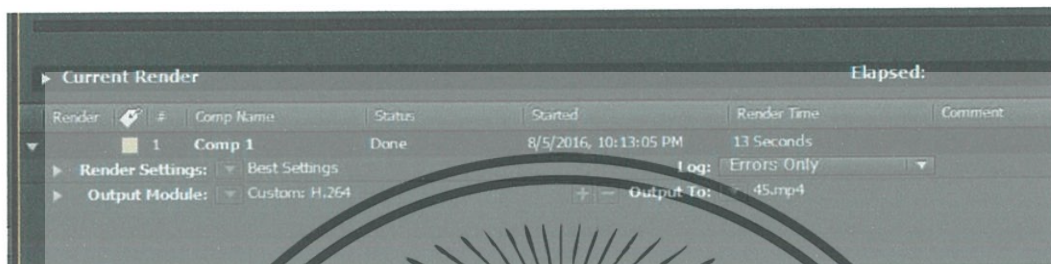 Current Render Elapsed:
Render # Comp Name Status Started Render Time Comment
1 Comp 1 Done 8/5/2016, 10:13:05 PM 13 Seconds
Render Settings: Best Settings Log: Errors Only
Output Module: Custom: H.264 + − Output To: 45.mp4